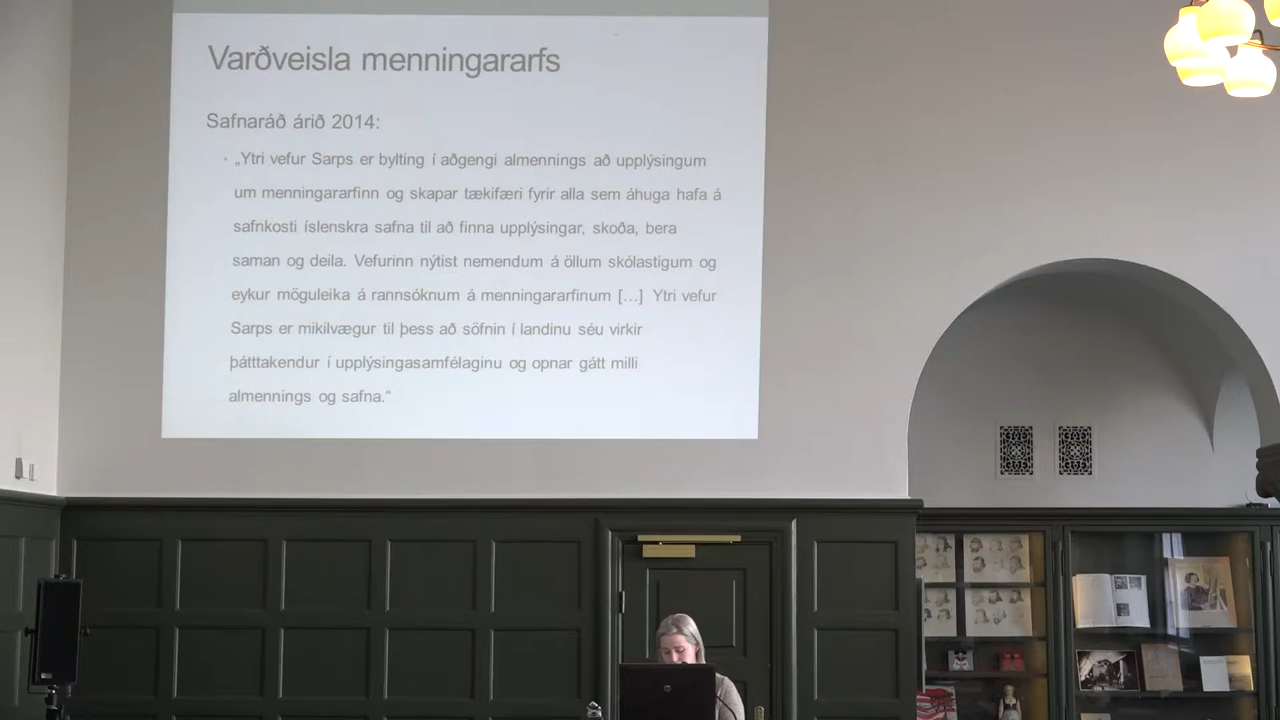 Varðveisla menningararfs
Safnaráð árið 2014:
• „Ytri vefur Sarps er bylting í aðgengi almennings að upplýsingum
um menningararfinn og skapar tækifæri fyrir alla sem áhuga hafa á
safnkosti íslenskra safna til að finna upplýsingar, skoða, bera
saman og deila. Vefurinn nýtist nemendum á öllum skólastigum og
eykur möguleika á rannsóknum á menningararfinum […] Ytri vefur
Sarps er mikilvægur til þess að söfnin í landinu séu virkir
þátttakendur í upplýsingasamfélaginu og opnar gátt milli
almennings og safna.“